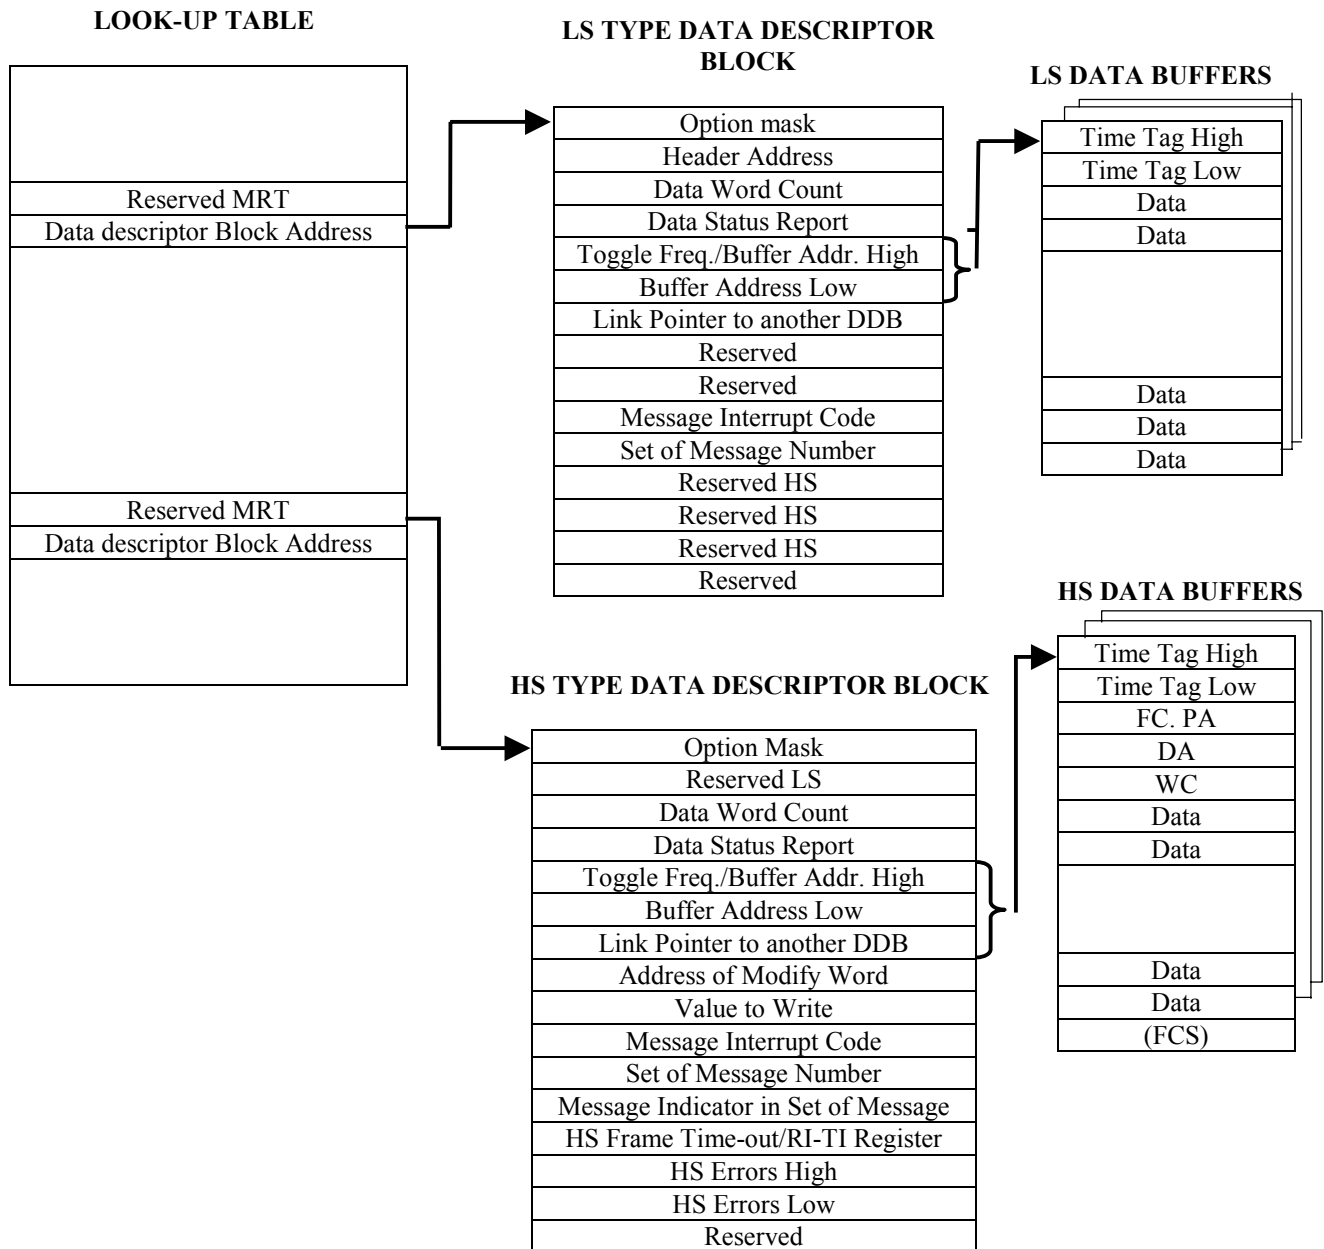 LOOK-UP TABLE
Reserved MRT
Data descriptor Block Address
Reserved MRT
Data descriptor Block Address
LS TYPE DATA DESCRIPTOR
BLOCK
Option mask
Header Address
Data Word Count
Data Status Report
Toggle Freq./Buffer Addr. High
Buffer Address Low
Link Pointer to another DDB
Reserved
Reserved
Message Interrupt Code
Set of Message Number
Reserved HS
Reserved HS
Reserved HS
Reserved
LS DATA BUFFERS
Time Tag High
Time Tag Low
Data
Data
Data
Data
Data
HS TYPE DATA DESCRIPTOR BLOCK
Option Mask
Reserved LS
Data Word Count
Data Status Report
Toggle Freq./Buffer Addr. High
Buffer Address Low
Link Pointer to another DDB
Address of Modify Word
Value to Write
Message Interrupt Code
Set of Message Number
Message Indicator in Set of Message
HS Frame Time-out/RI-TI Register
HS Errors High
HS Errors Low
Reserved
HS DATA BUFFERS
Time Tag High
Time Tag Low
FC. PA
DA
WC
Data
Data
Data
Data
(FCS)